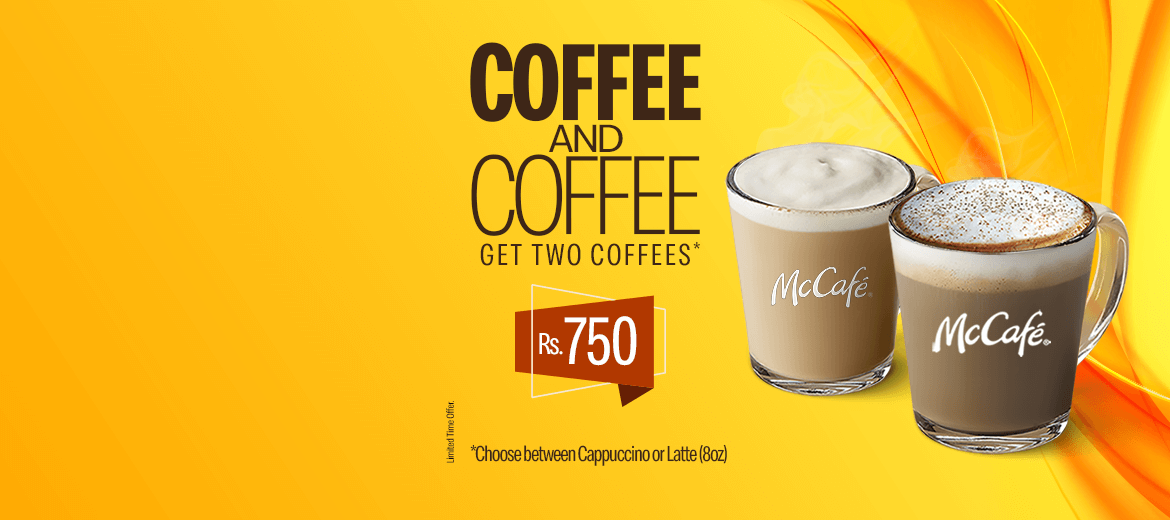 COFFEE
AND
COFFEE
GET TWO COFFEES*
Rs.750
Limited Time Offer.
*Choose between Cappuccino or Latte (8oz)
McCafé®
McCafé®